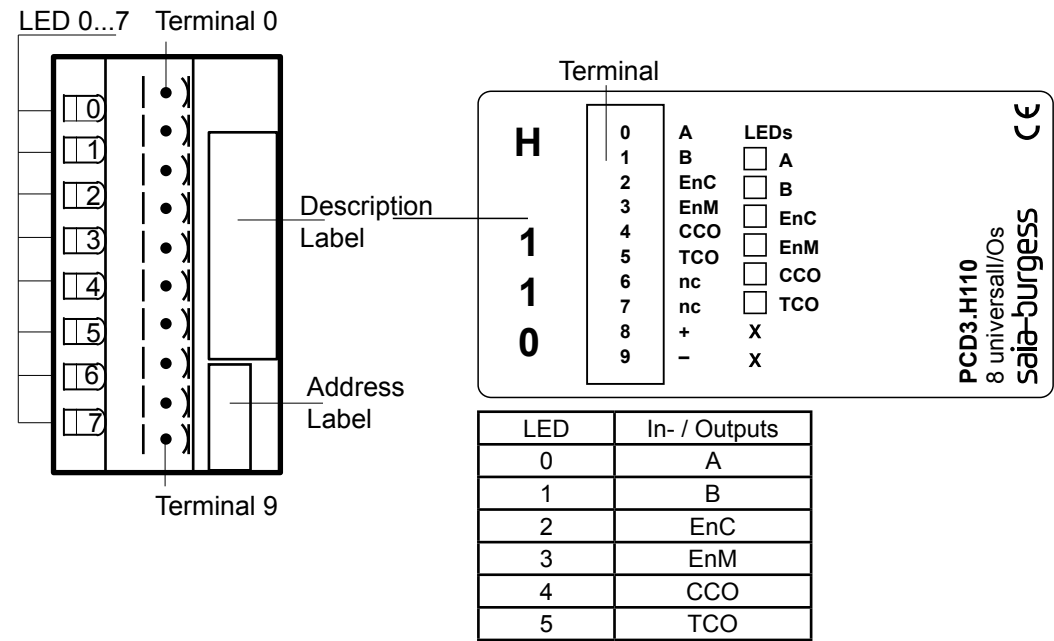 LED 0...7 Terminal 0
0
1
2
3
4
5
6
7
Description
Label
Address
Label
Terminal 9
Terminal
H
1
1
0
0 A LEDs
1 B A
2 EnC B
3 EnM EnC
4 CCO EnM
5 TCO CCO
6 nc TCO
7 nc
8 + X
9 – X
CE
PCD3.H110
8 universall/Os
saia-burgess
LED In- / Outputs
0 A
1 B
2 EnC
3 EnM
4 CCO
5 TCO